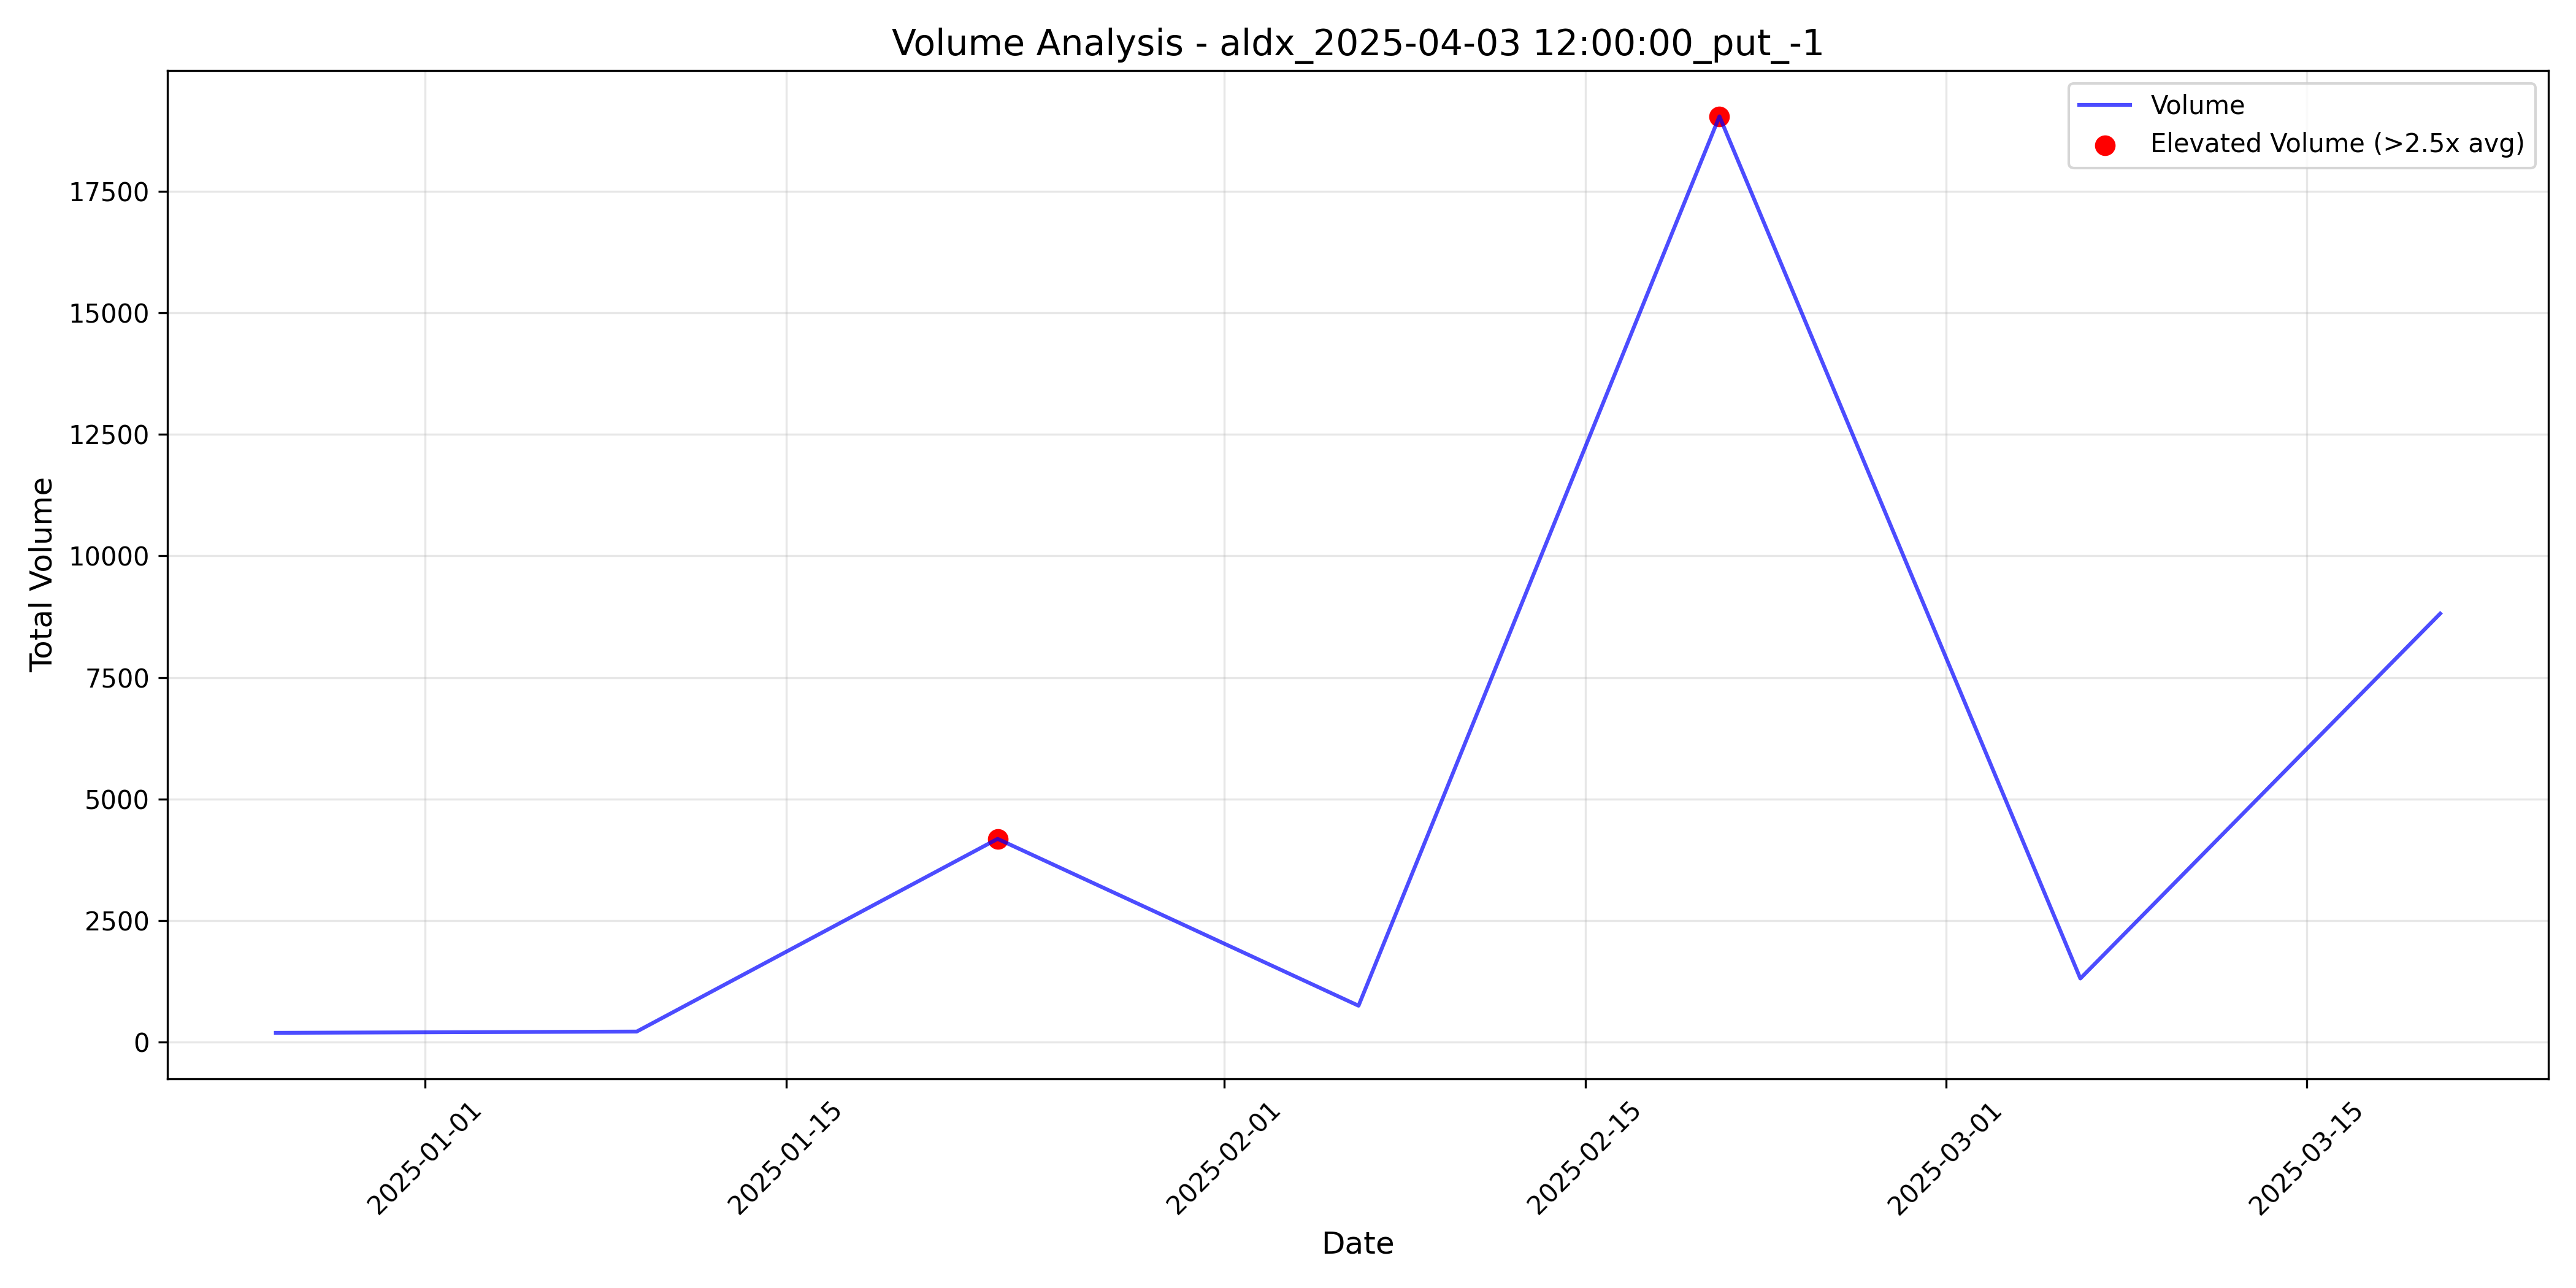 Volume Analysis - aldx_2025-04-03 12:00:00_put_-1
Volume
Elevated Volume (>2.5x avg)
Total Volume
17500
15000
12500
10000
7500
5000
2500
0
2025-01-01
2025-01-15
2025-02-01
2025-02-15
2025-03-01
2025-03-15
Date